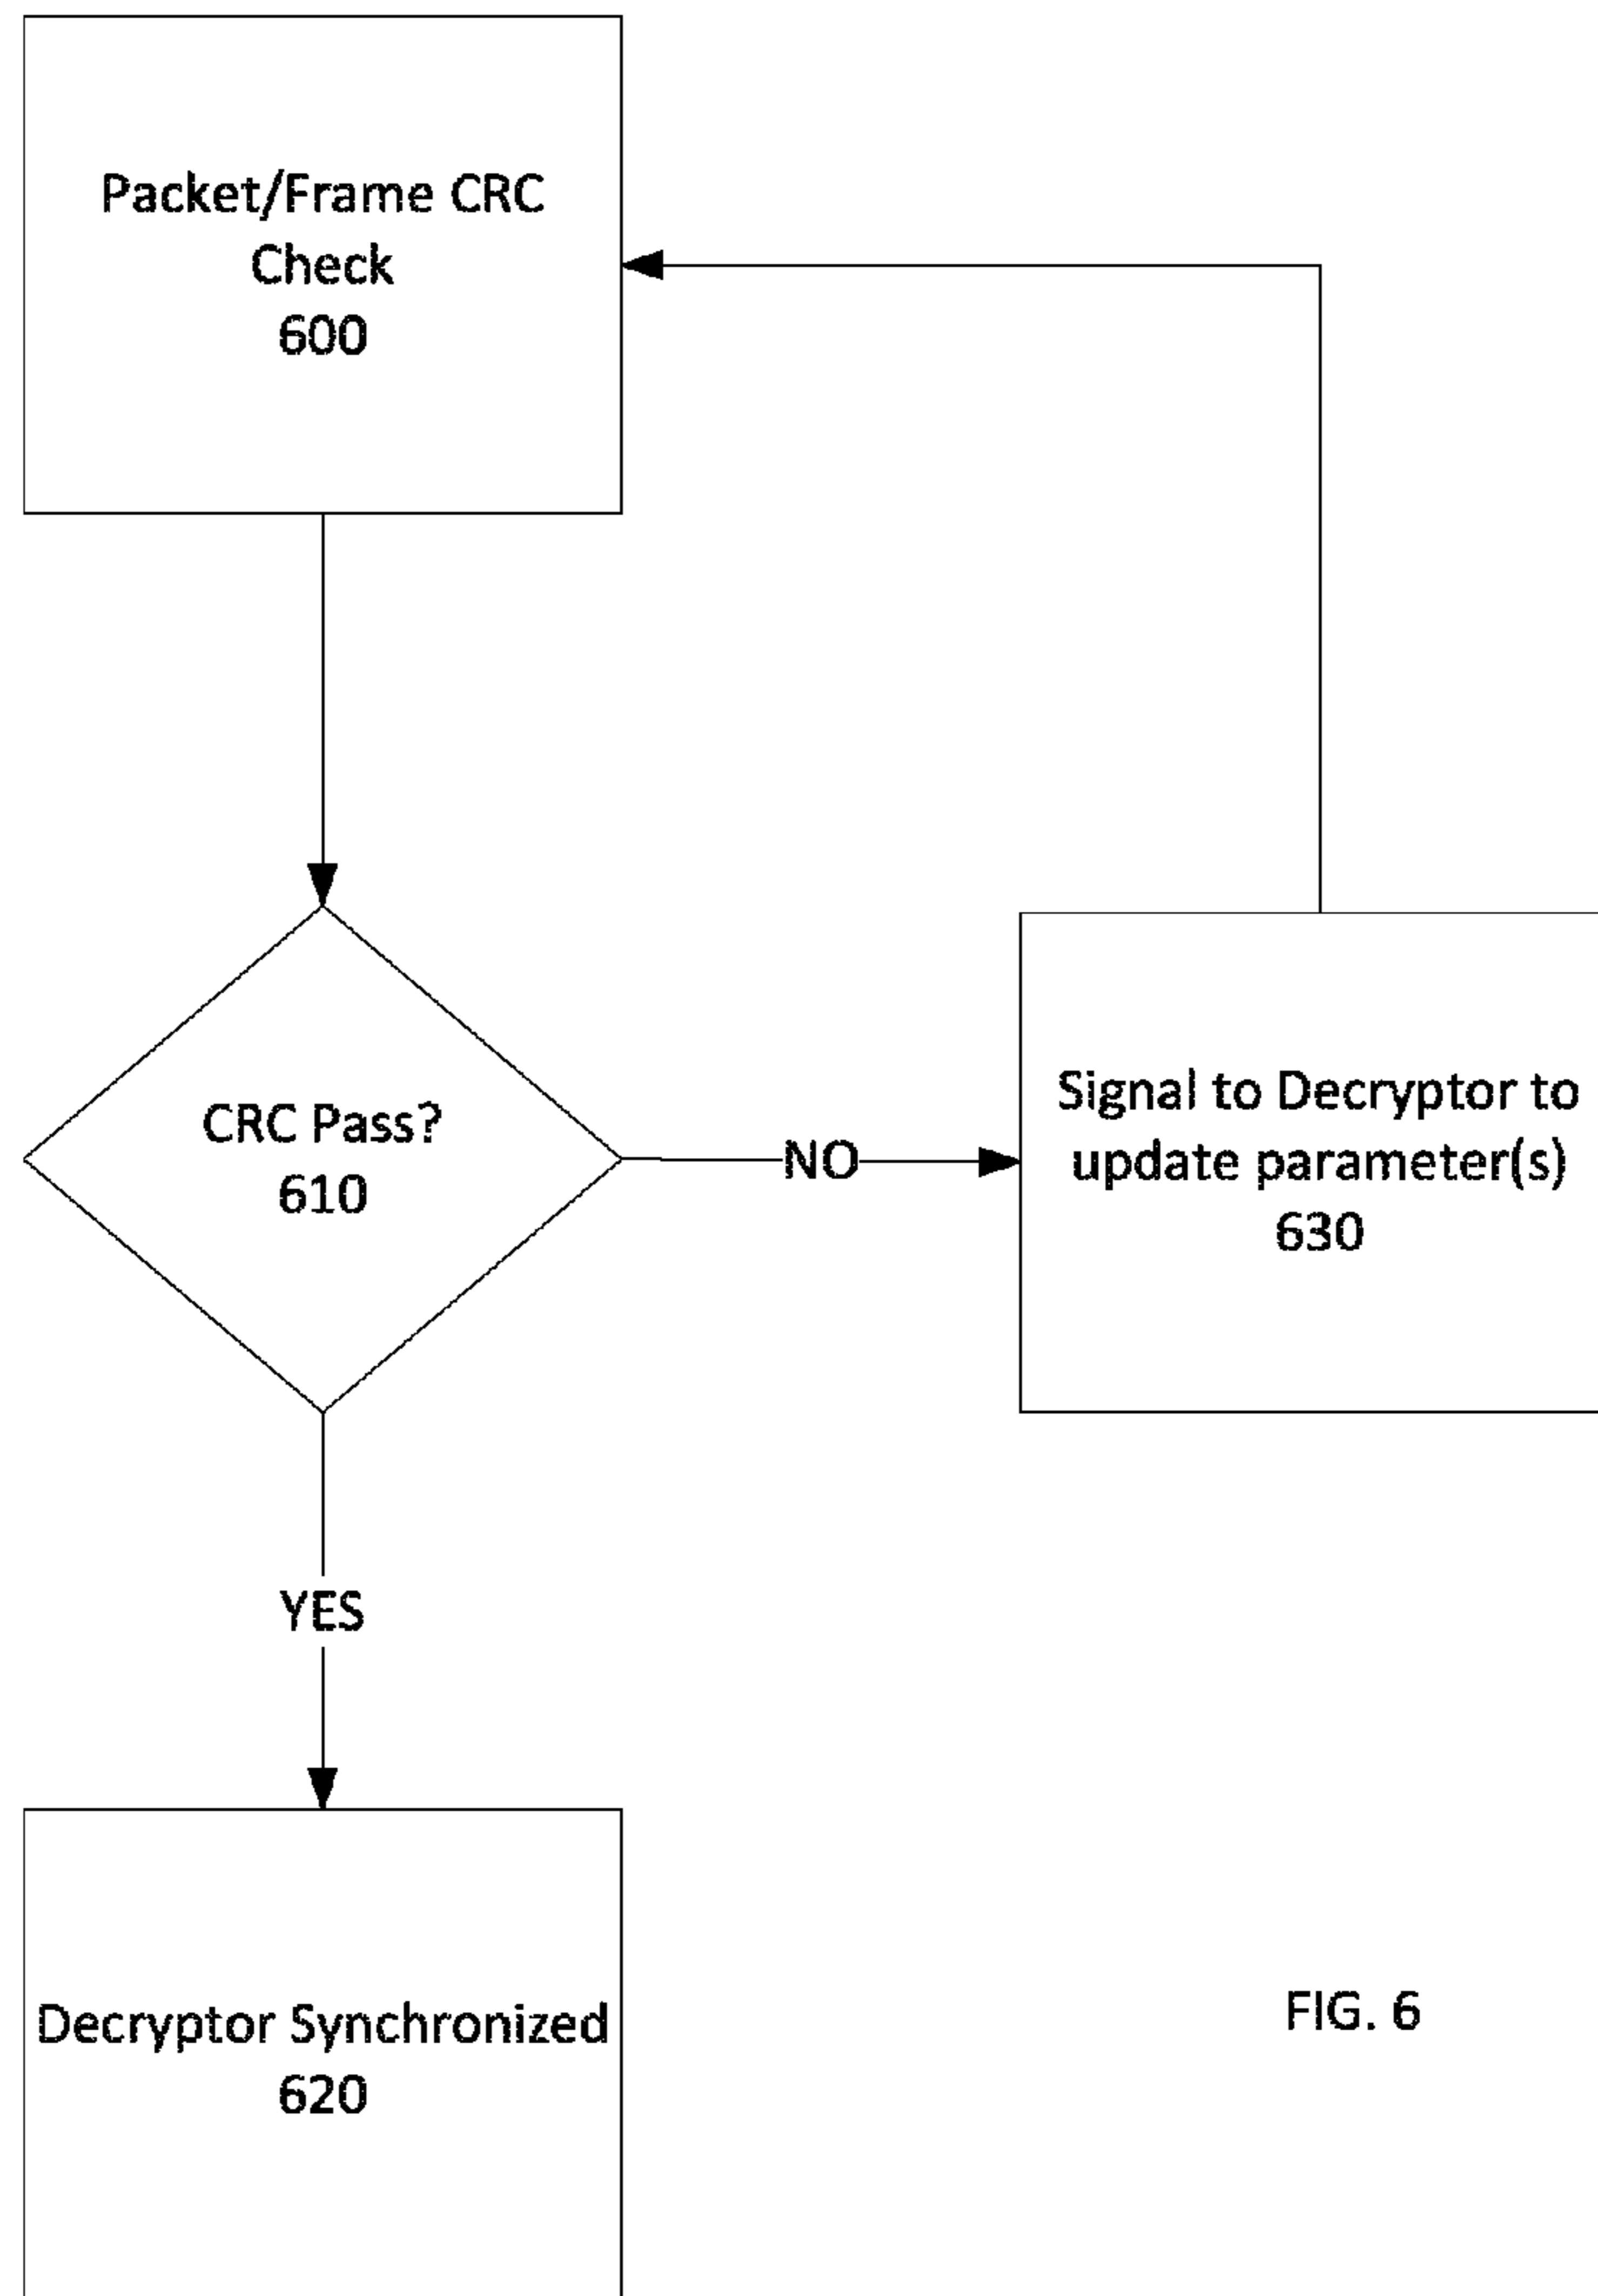 Packet/Frame CRC
Check
600
CRC Pass?
610
NO
Signal to Decryptor to
update parameter(s)
630
YES
Decryptor Synchronized
620
FIG. 6